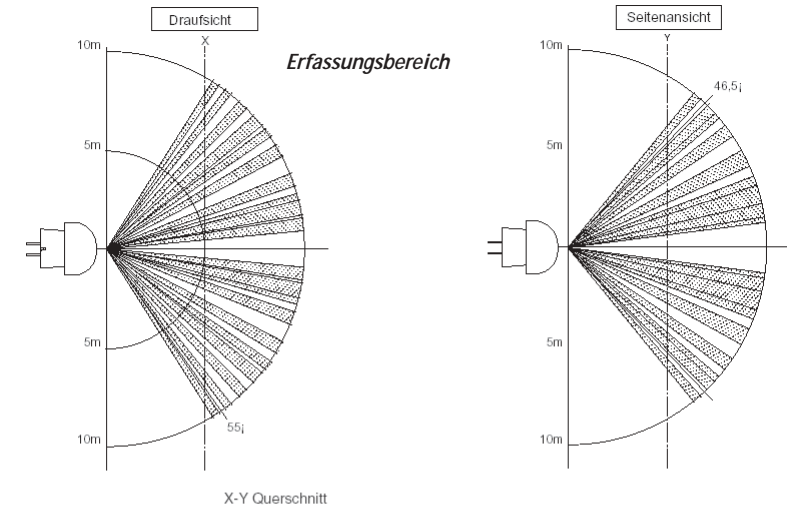 Draufsicht
X
10m
5m
5m
10m
55¡
Erfassungsbereich
Seitenansicht
Y
10m
46,5¡
5m
5m
10m
X-Y Querschnitt